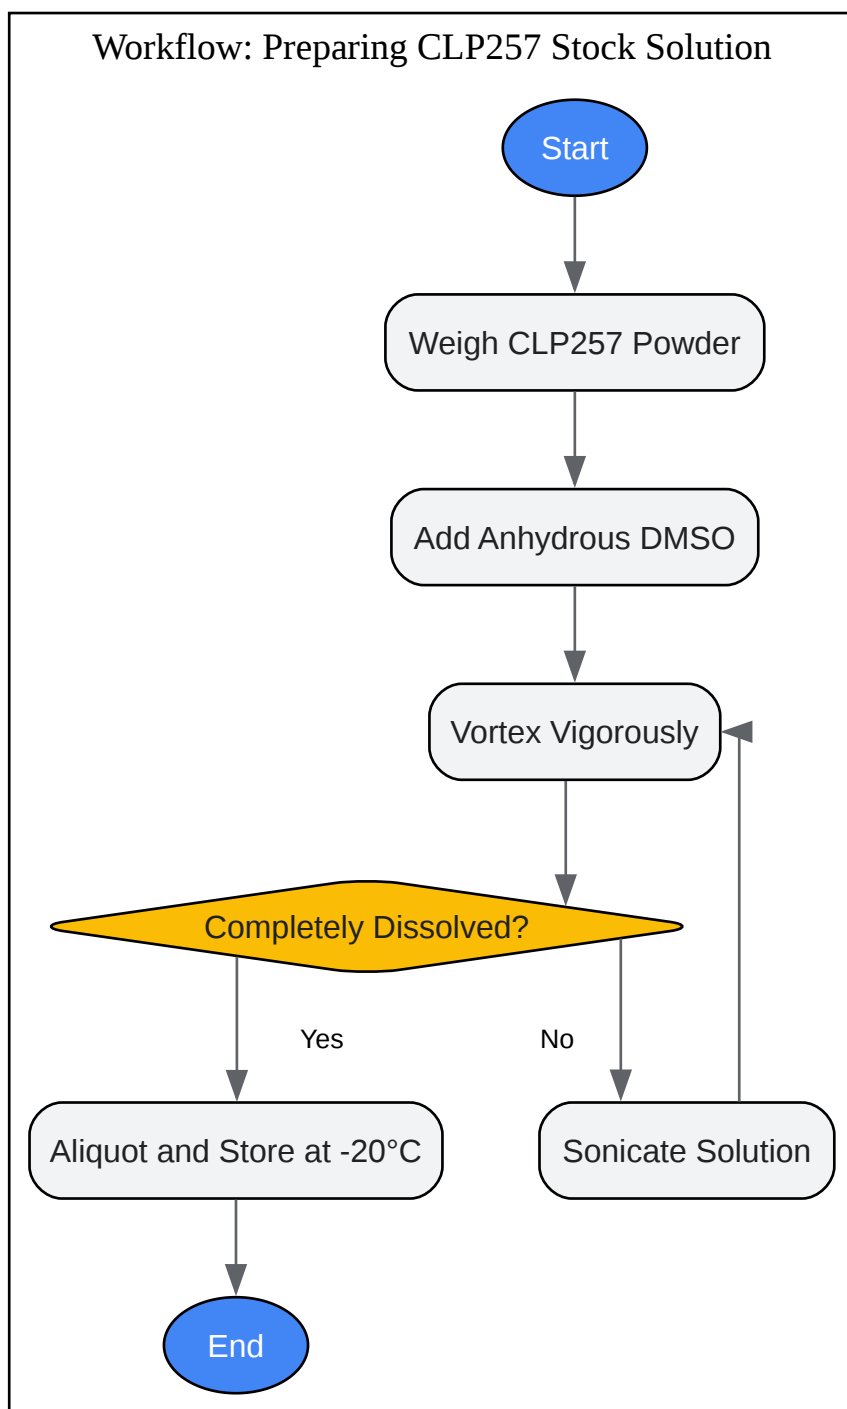 Workflow: Preparing CLP257 Stock Solution
Start
Weigh CLP257 Powder
Add Anhydrous DMSO
Vortex Vigorously
Completely Dissolved?
Yes
No
Aliquot and Store at -20°C
Sonicate Solution
End